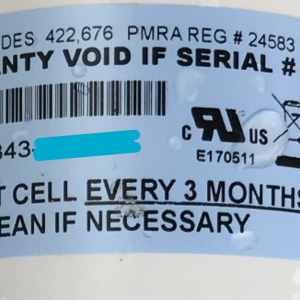 DES 422,676 PMRA REG # 24583
ANTY VOID IF SERIAL #
343-
C UL US
E170511
T CELL EVERY 3 MONTHS
EAN IF NECESSARY